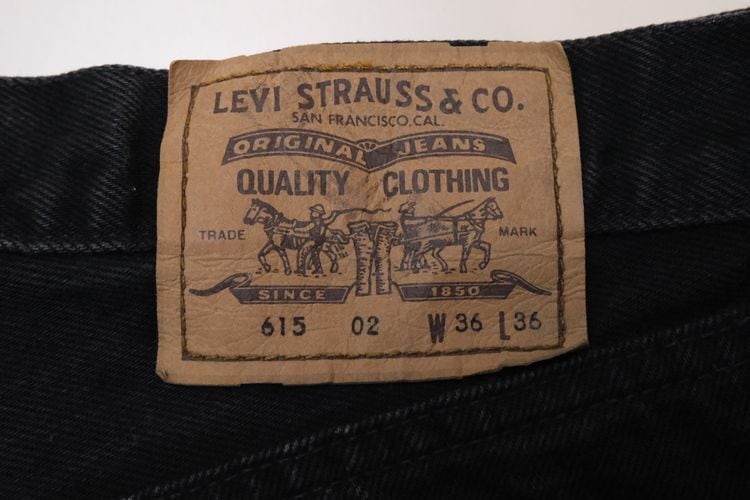 LEVI STRAUSS & CO.
SAN FRANCISCO, CAL.
ORIGINAL JEANS
QUALITY CLOTHING
TRADE MARK
SINCE 1850
615 02 W 36 L 36